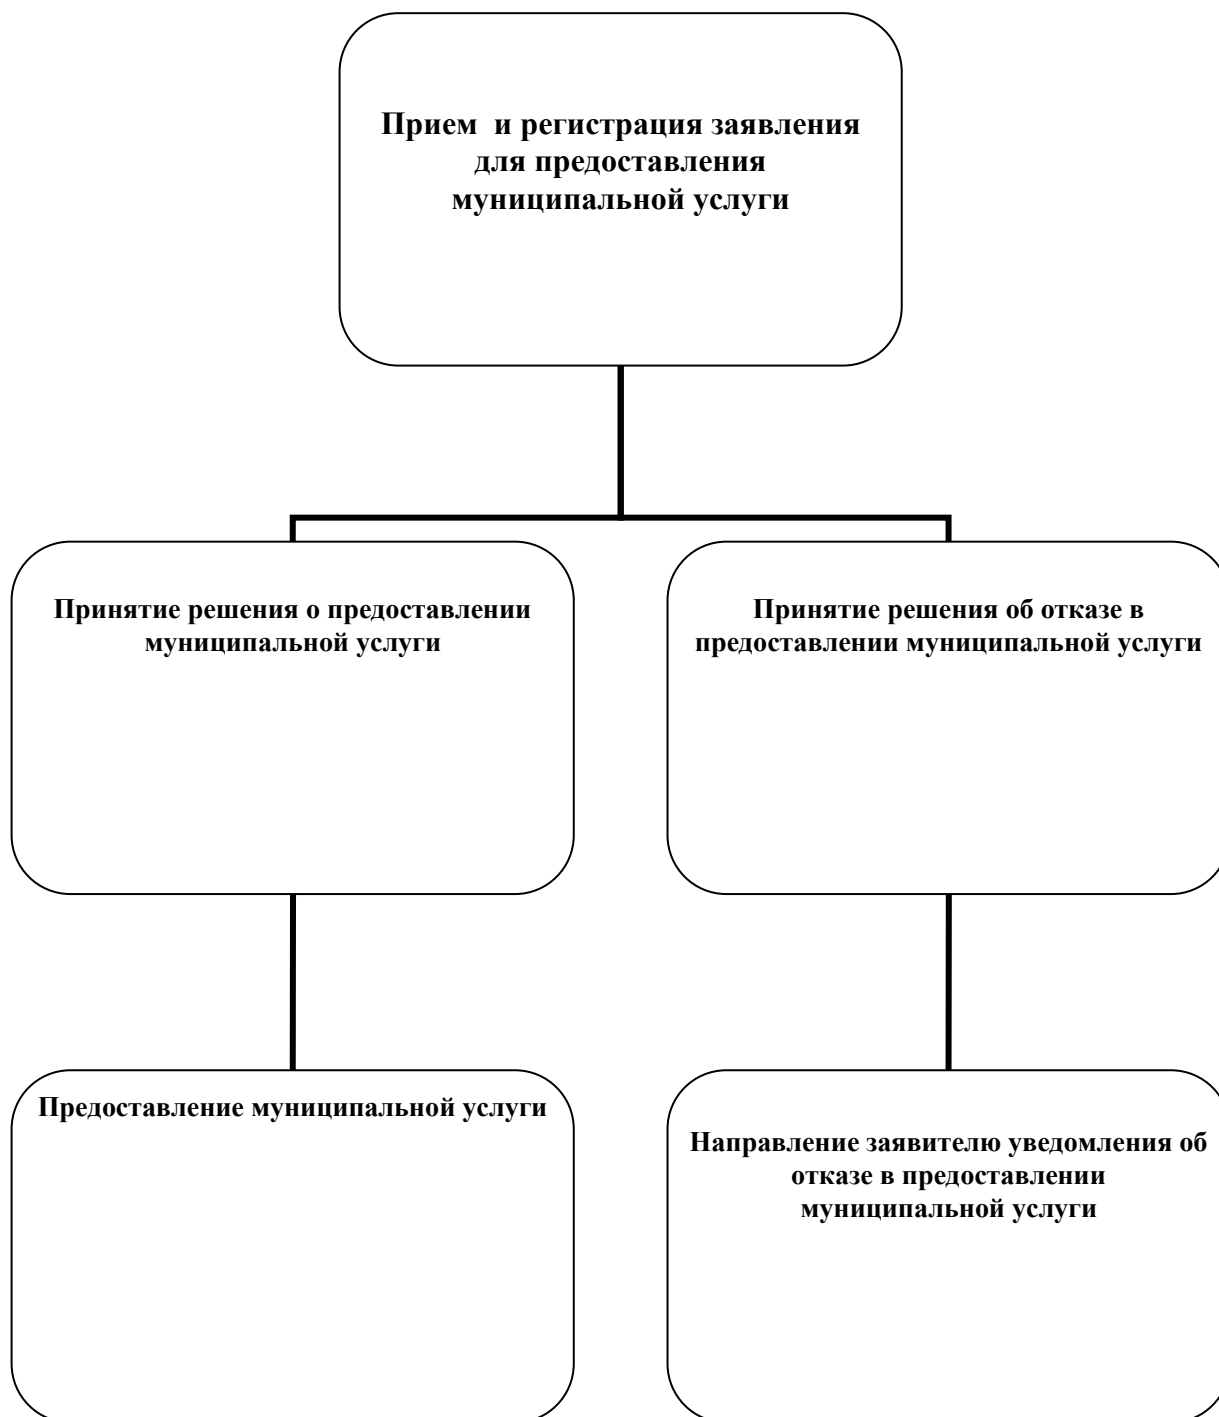 Прием  и регистрация заявления
для предоставления
муниципальной услуги
Принятие решения о предоставлении
муниципальной услуги
Принятие решения об отказе в
предоставлении муниципальной услуги
Предоставление муниципальной услуги
Направление заявителю уведомления об
отказе в предоставлении
муниципальной услуги